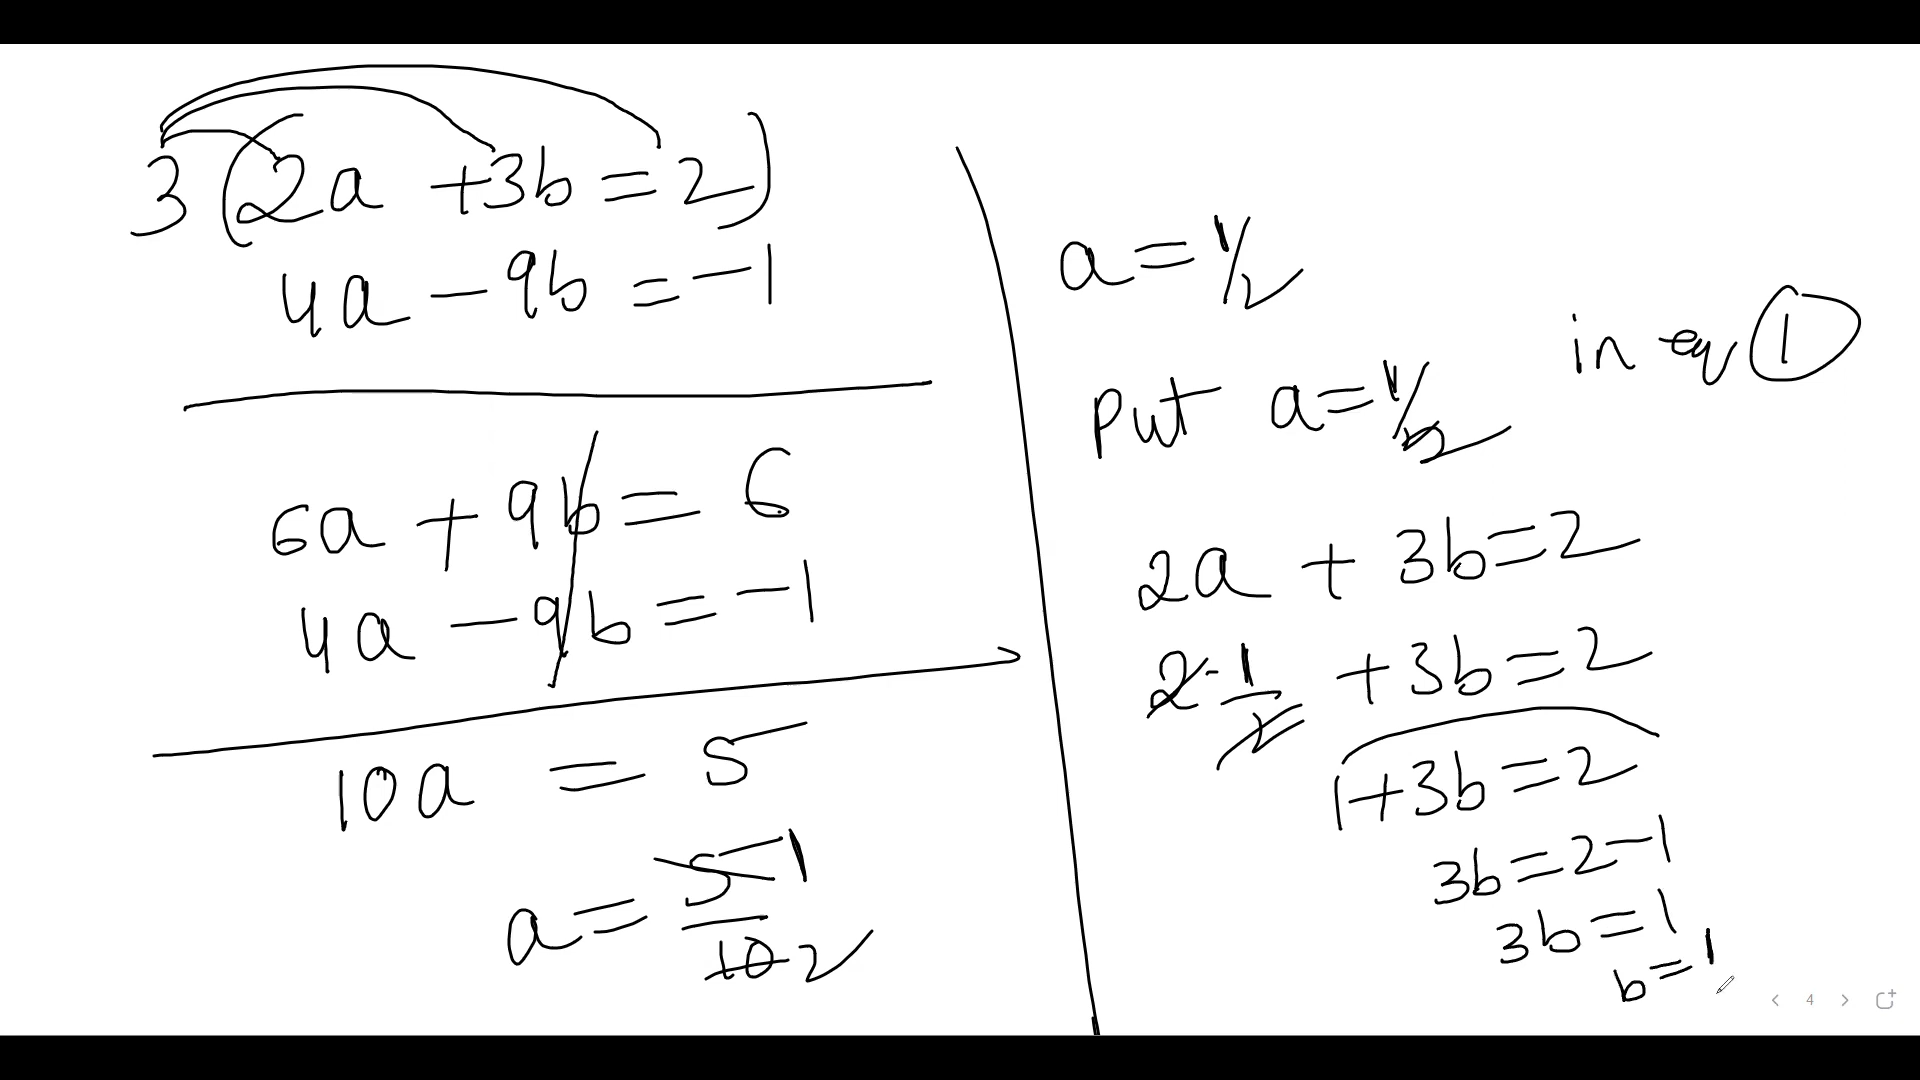 3(2a +3b=2)
4a-9b=-1
6a+9b=6
4a-9b=-1
10a = 5
a=5 1
10 2
a=1/2
Put a=1/2 in eq 1
2a + 3b=2
2·1/2 +3b=2
1+3b=2
3b=2-1
3b=1
b=1
4